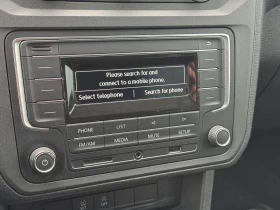 Please search for and
connect to a mobile phone.
Select telephone Search for phone
PHONE SETUP
FM/AM MEDIA MUTE